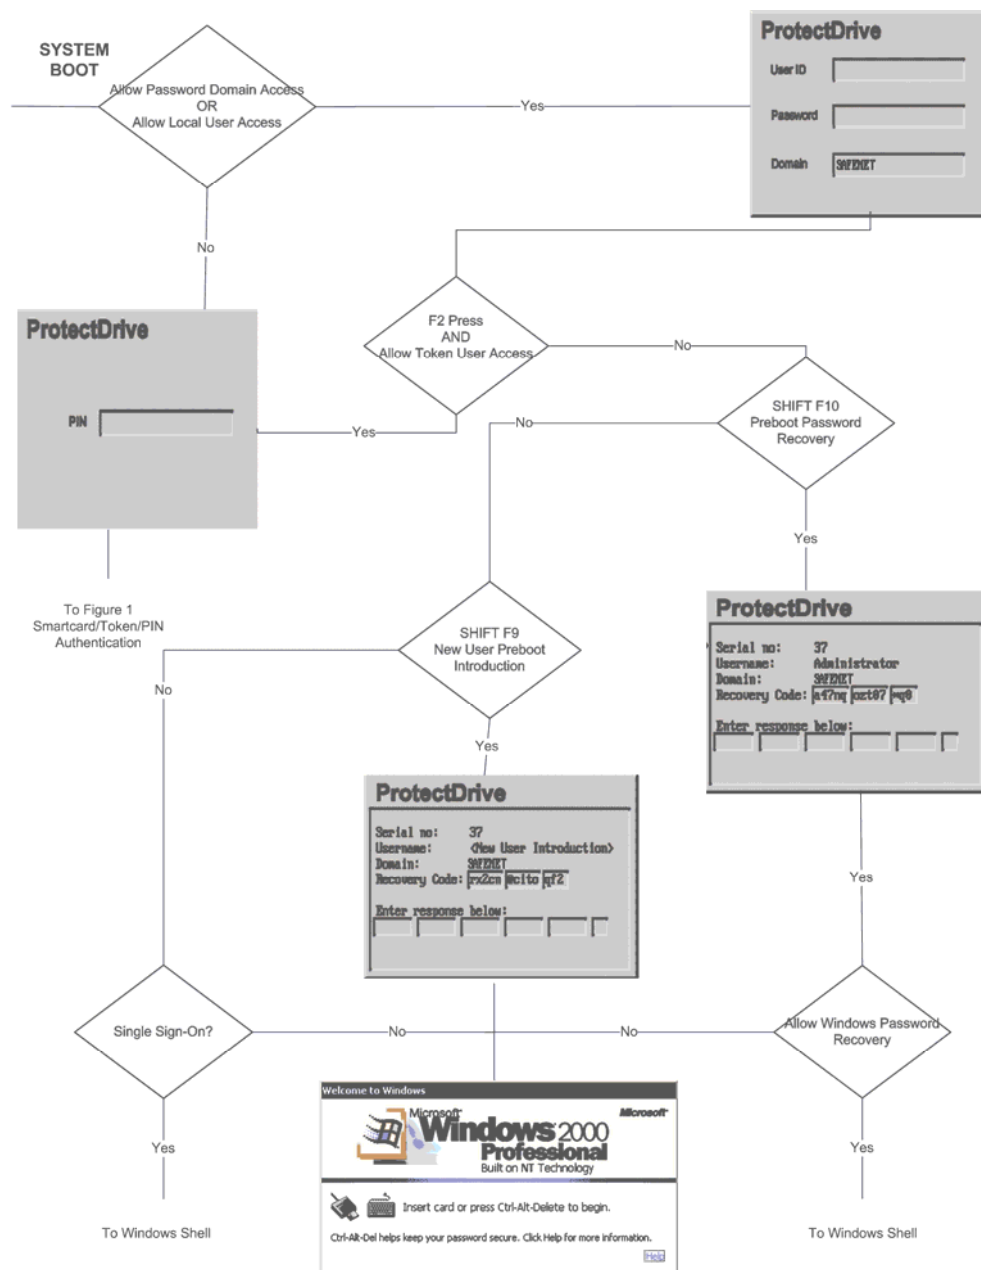 SYSTEM
BOOT
Allow Password Domain Access
OR
Allow Local User Access
Yes
ProtectDrive
User ID
Password
Domain
SAFENET
No
F2 Press
AND
Allow Token User Access
No
ProtectDrive
PIN
Yes
SHIFT F10
Preboot Password
Recovery
No
Yes
To Figure 1
Smartcard/Token/PIN
Authentication
SHIFT F9
New User Preboot
Introduction
No
Yes
ProtectDrive
Serial no: 37
Username: Administrator
Domain: SAFENET
Recovery Code: a47nq ozt07
Enter response below:
ProtectDrive
Serial no: 37
Username: <New User Introduction>
Domain: SAFENET
Recovery Code: rx2cn qf2
Enter response below:
Yes
Single Sign-On?
No
No
Allow Windows Password
Recovery
Welcome to Windows
Microsoft
Microsoft
Windows 2000
Professional
Built on NT Technology
Insert card or press Ctrl-Alt-Delete to begin.
Ctrl-Alt-Del helps keep your password secure. Click Help for more information.
Help
Yes
Yes
To Windows Shell
To Windows Shell